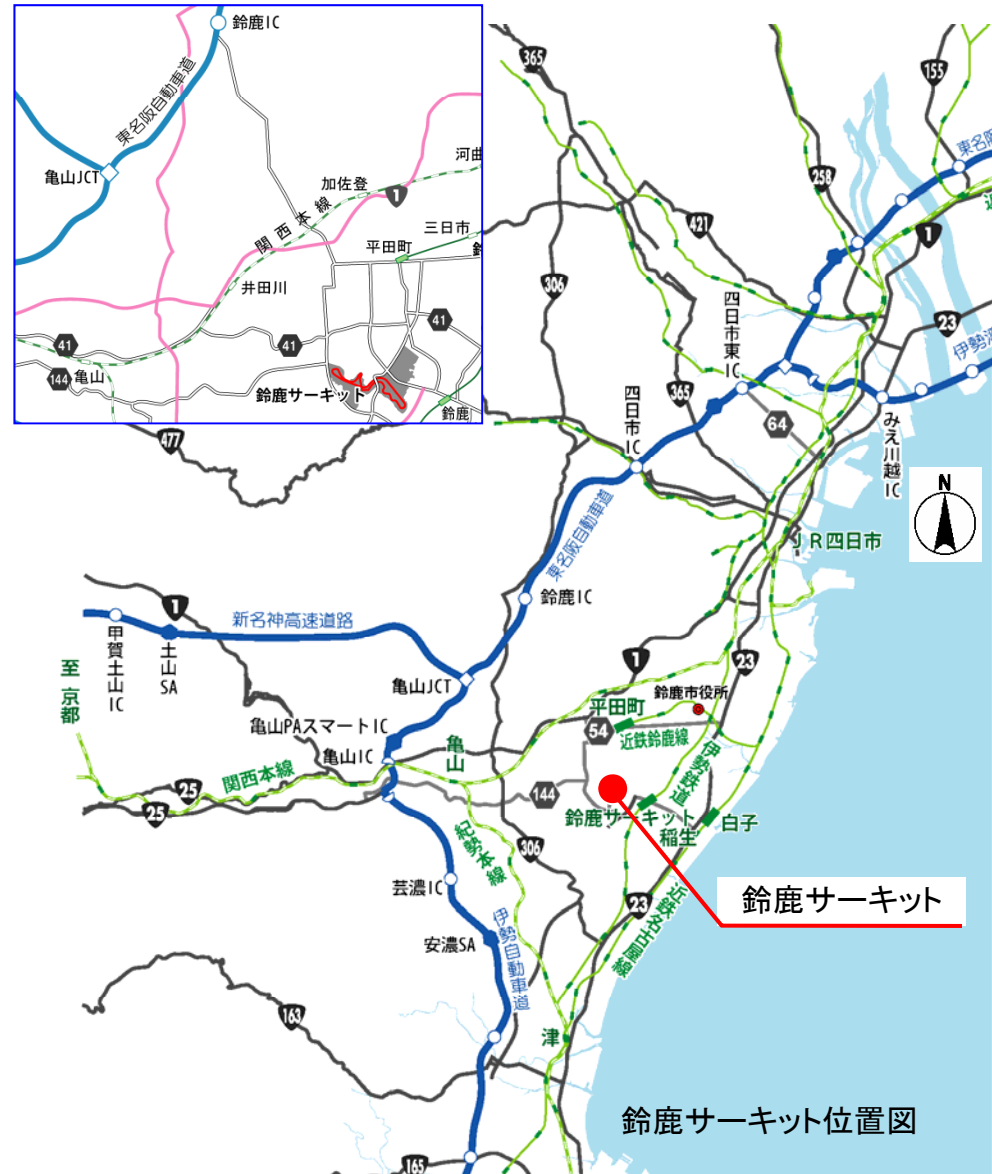 鈴鹿IC
東名阪自動車道
亀山JCT
河曲
加佐登
1
関西本線
三日市
平田町
鈴
井田川
41
41
41
144
亀山
鈴鹿サーキット
鈴鹿
365
155
258
東名阪
近
421
1
306
四日市東IC
23
伊勢湾
365
四日市IC
64
みえ川越IC
477
N
東名阪自動車道
JR四日市
鈴鹿IC
1
新名神高速道路
甲賀土山IC
土山SA
至京都
1
23
亀山JCT
鈴鹿市役所
平田町
亀山PAスマートIC
54
近鉄鈴鹿線
亀山IC
亀山
伊勢鉄道
関西本線
25
25
144
鈴鹿サーキット
稲生
白子
紀勢本線
306
芸濃IC
鈴鹿サーキット
23
近鉄名古屋線
安濃SA
伊勢自動車道
163
津
鈴鹿サーキット位置図
165